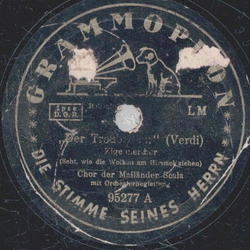 GRAMMOPHON
LM
„Der Tro (Verdi)
Zigeunerchor
(Seht, wie die Wolken am Himmel ziehen)
Chor der Mailänder Scala
mit Orchesterbegleitung
95277 A
DIE STIMME SEINES HERRN